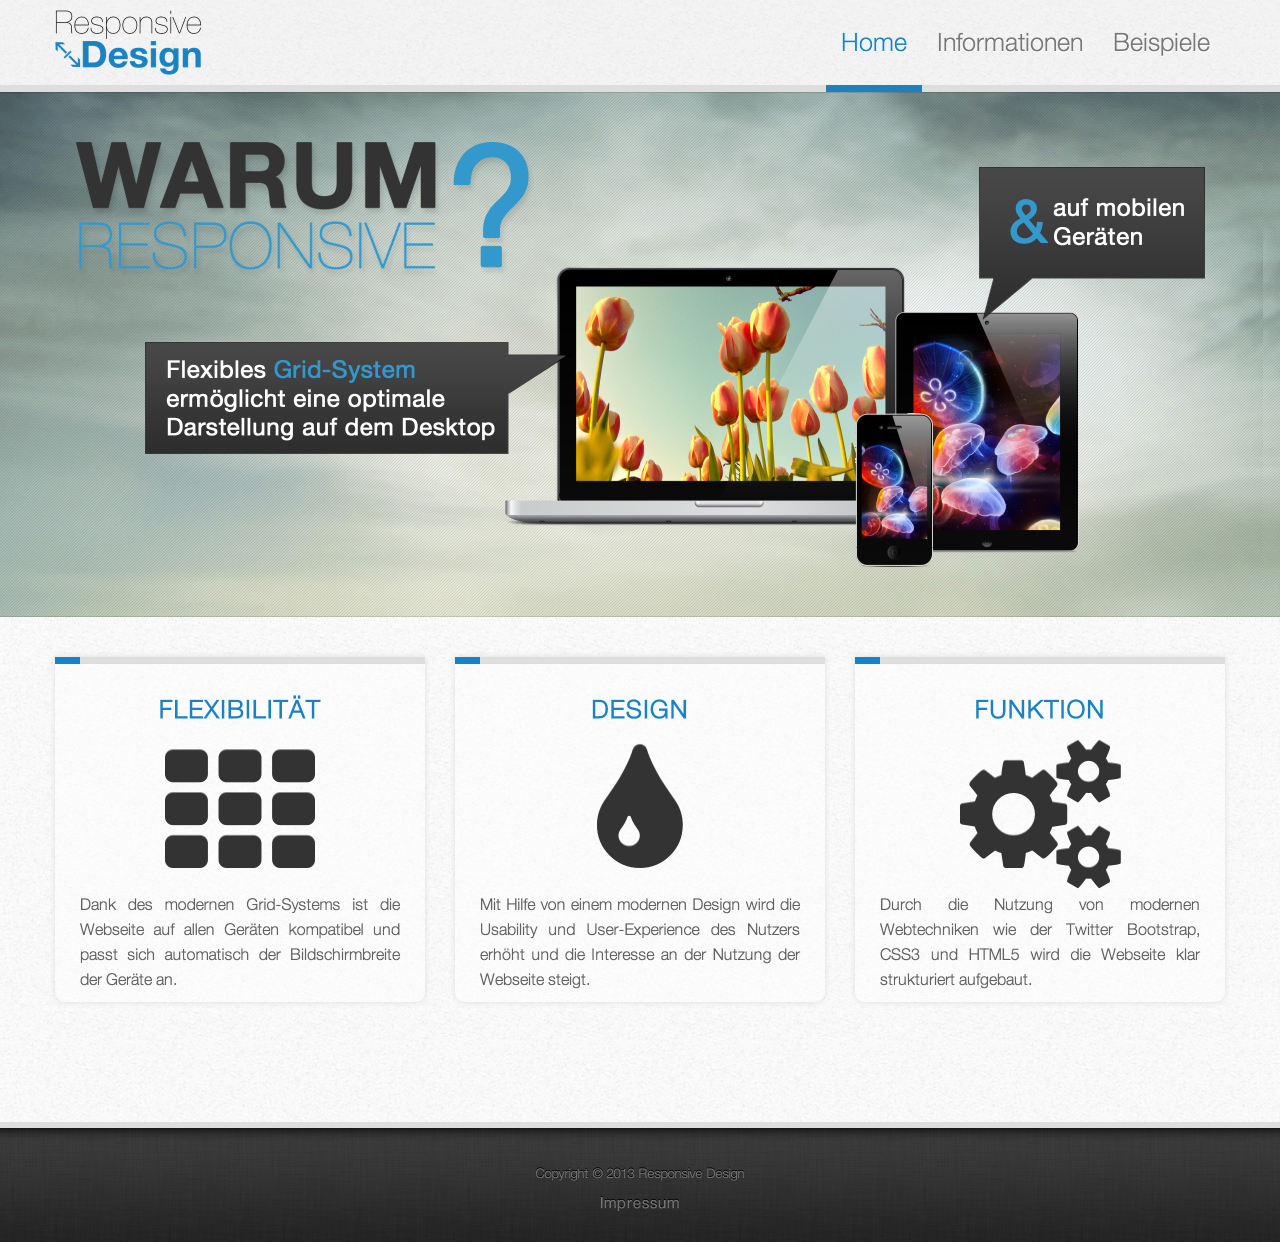 Responsive
Design
Home Informationen Beispiele
WARUM
RESPONSIVE
?
& auf mobilen
Geräten
Flexibles Grid-System
ermöglicht eine optimale
Darstellung auf dem Desktop
FLEXIBILITÄT
Dank des modernen Grid-Systems ist die
Webseite auf allen Geräten kompatibel und
passt sich automatisch der Bildschirmbreite
der Geräte an.
DESIGN
Mit Hilfe von einem modernen Design wird die
Usability und User-Experience des Nutzers
erhöht und die Interesse an der Nutzung der
Webseite steigt.
FUNKTION
Durch die Nutzung von modernen
Webtechniken wie der Twitter Bootstrap,
CSS3 und HTML5 wird die Webseite klar
strukturiert aufgebaut.
Copyright © 2013 Responsive Design
Impressum